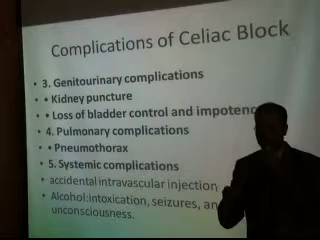 Complications of Celiac Block
• 3. Genitourinary complications
• • Kidney puncture
• • Loss of bladder control and impotenc
• 4. Pulmonary complications
• • Pneumothorax
• 5. Systemic complications
• accidental intravascular injection
• Alcohol:intoxication, seizures, an
unconsciousness.